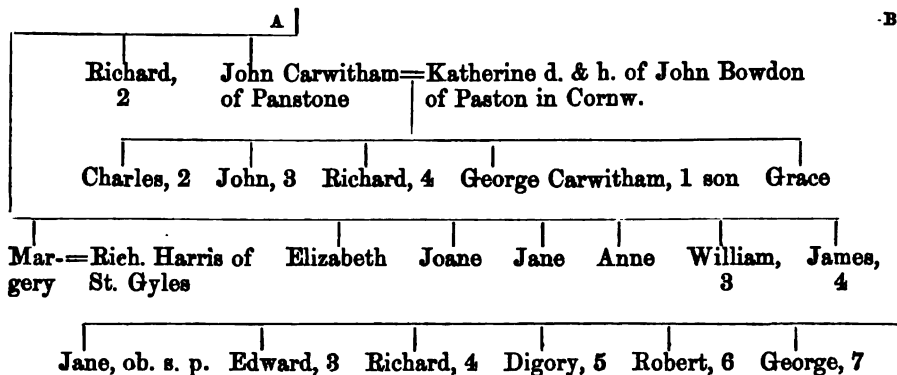 A B
Richard, John Carwitham=Katherine d. & h. of John Bowdon
2 of Panstone of Paston in Cornw.
Charles, 2 John, 3 Richard, 4 George Carwitham, 1 son Grace
Mar-=Rich. Harris of Elizabeth Joane Jane Anne William, James,
gery St. Gyles 3 4
Jane, ob. s. p. Edward, 3 Richard, 4 Digory, 5 Robert, 6 George, 7